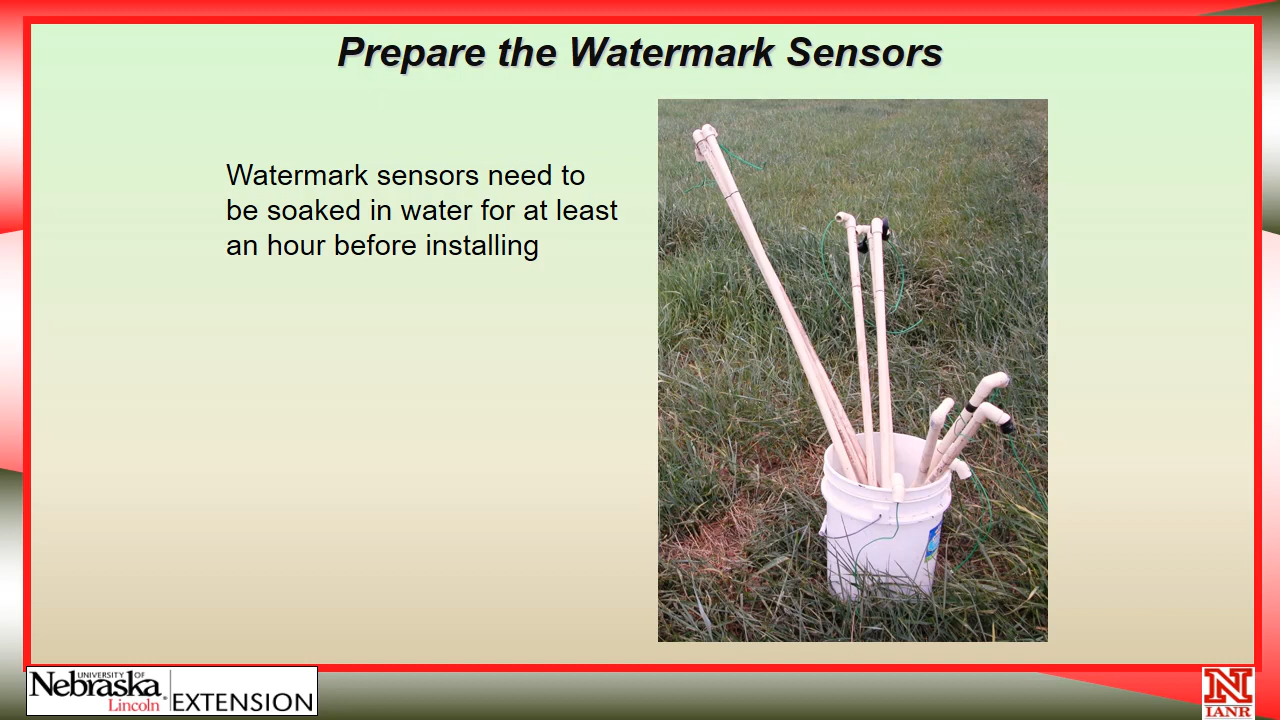 Prepare the Watermark Sensors
Watermark sensors need to
be soaked in water for at least
an hour before installing
UNIVERSITY OF
Nebraska
Lincoln
EXTENSION
N
IANR